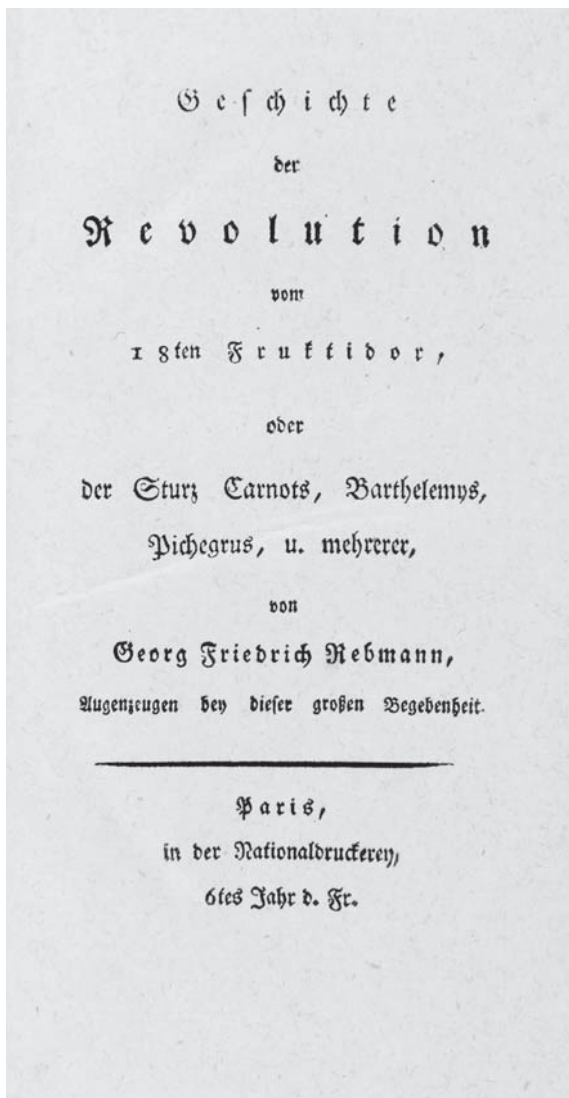 Geschichte
der
Revolution
vom
18ten Fruktidor,
oder
der Sturz Carnots, Barthelemys,
Pichegrus, u. mehrerer,
von
Georg Friedrich Rebmann,
Augenzeugen bey dieser großen Begebenheit.
Paris,
in der Nationaldruckerey,
6tes Jahr d. Fr.